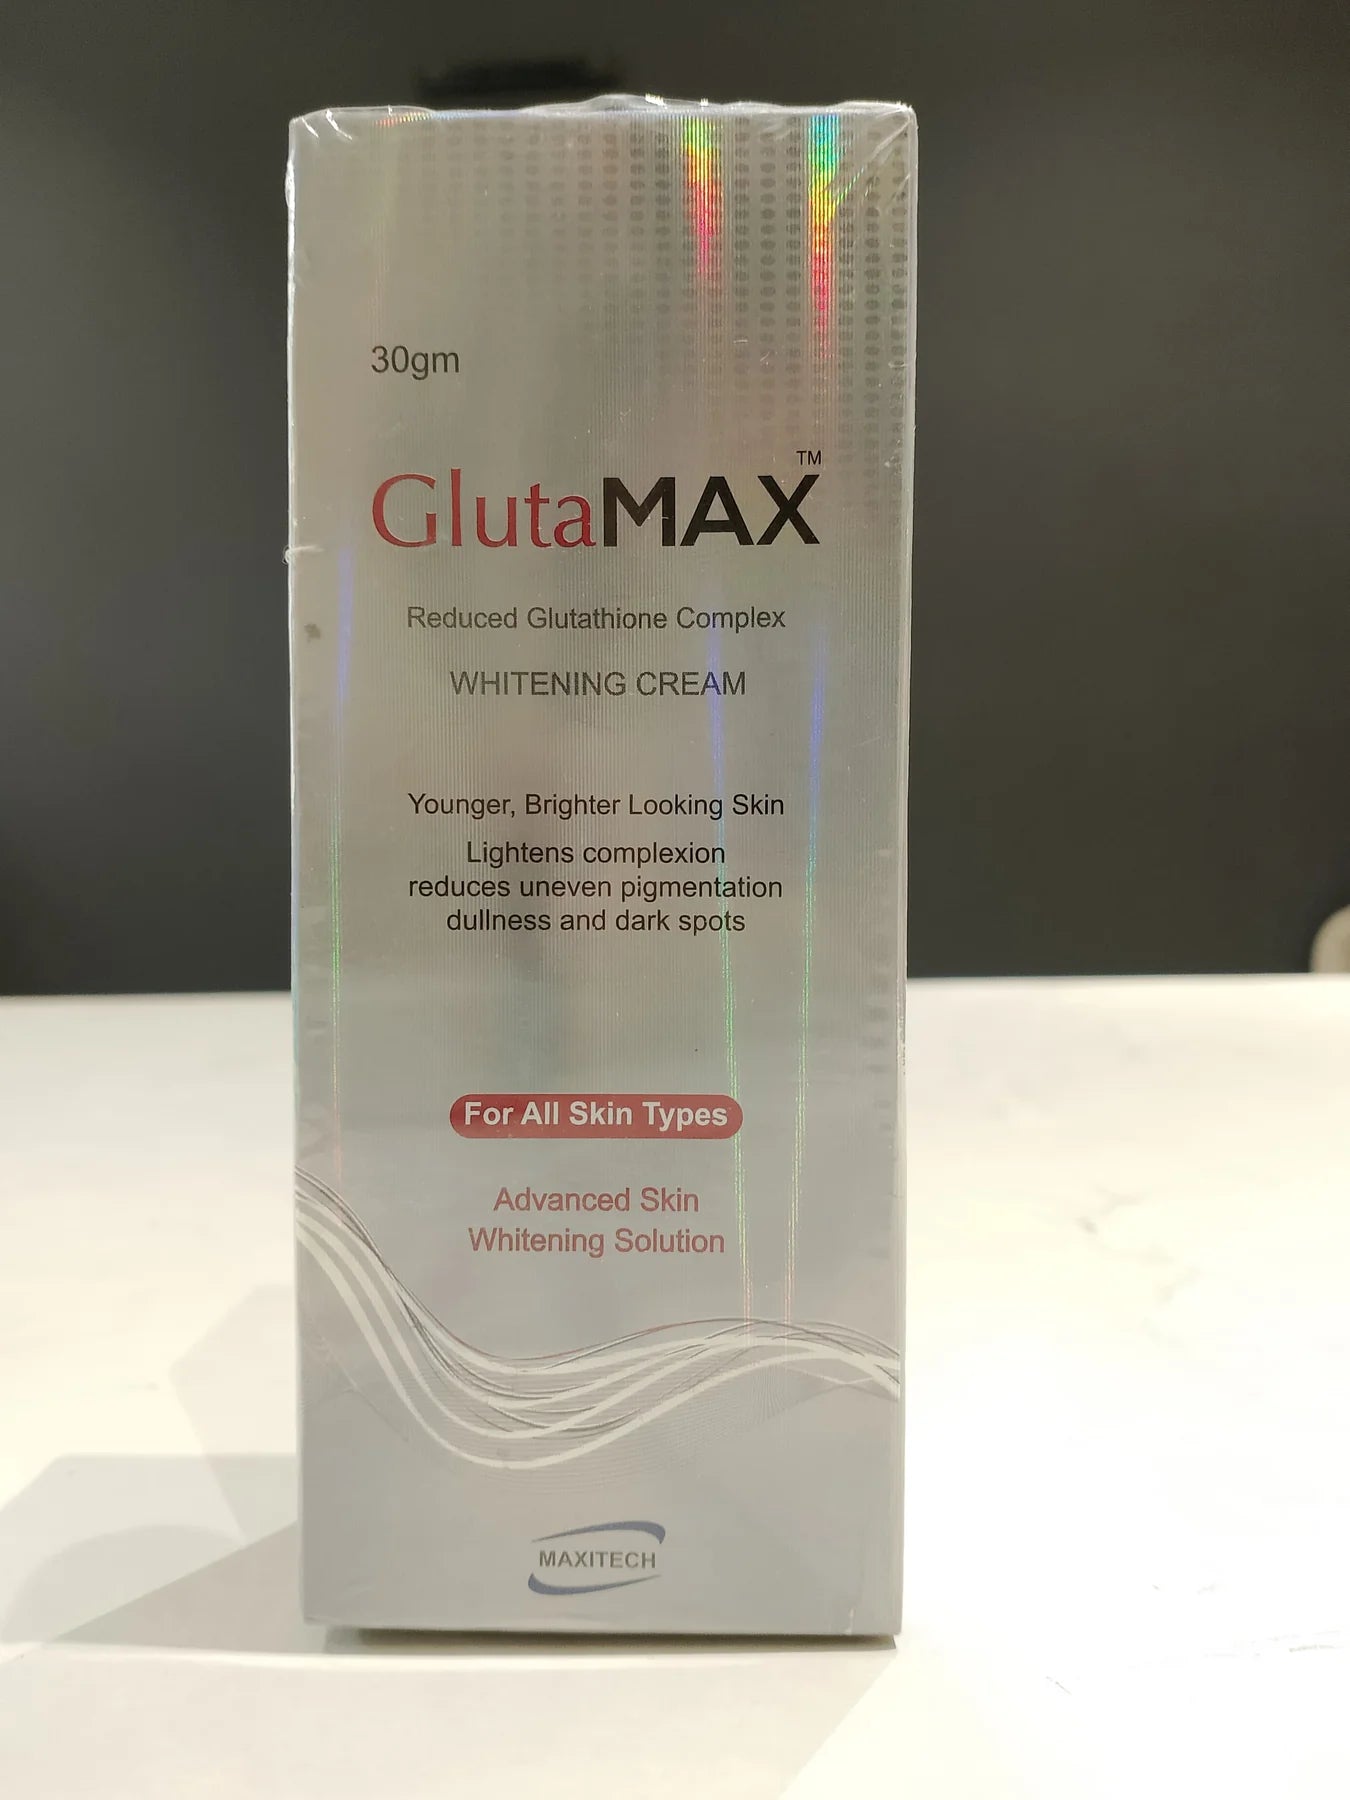 30gm
GlutaMAX™
Reduced Glutathione Complex
WHITENING CREAM
Younger, Brighter Looking Skin
Lightens complexion
reduces uneven pigmentation
dullness and dark spots
For All Skin Types
Advanced Skin
Whitening Solution
MAXITECH